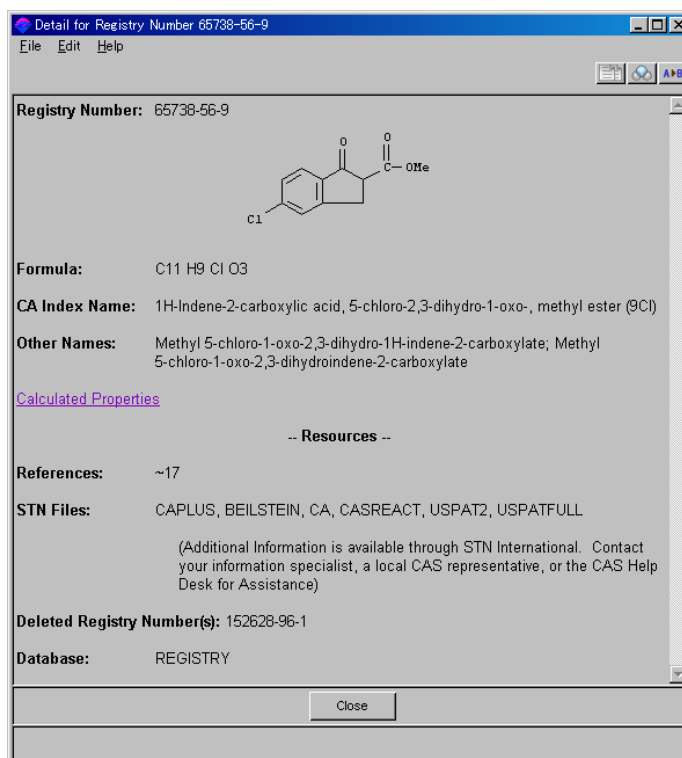 Detail for Registry Number 65738-56-9
File Edit Help
A▶B
Registry Number: 65738-56-9
O O
C OMe
Cl
Formula: C11 H9 Cl O3
CA Index Name: 1H-Indene-2-carboxylic acid, 5-chloro-2,3-dihydro-1-oxo-, methyl ester (9CI)
Other Names: Methyl 5-chloro-1-oxo-2,3-dihydro-1H-indene-2-carboxylate; Methyl
5-chloro-1-oxo-2,3-dihydroindene-2-carboxylate
Calculated Properties
-- Resources --
References: ~17
STN Files: CAPLUS, BEILSTEIN, CA, CASREACT, USPAT2, USPATFULL
(Additional Information is available through STN International. Contact
your information specialist, a local CAS representative, or the CAS Help
Desk for Assistance)
Deleted Registry Number(s): 152628-96-1
Database: REGISTRY
Close